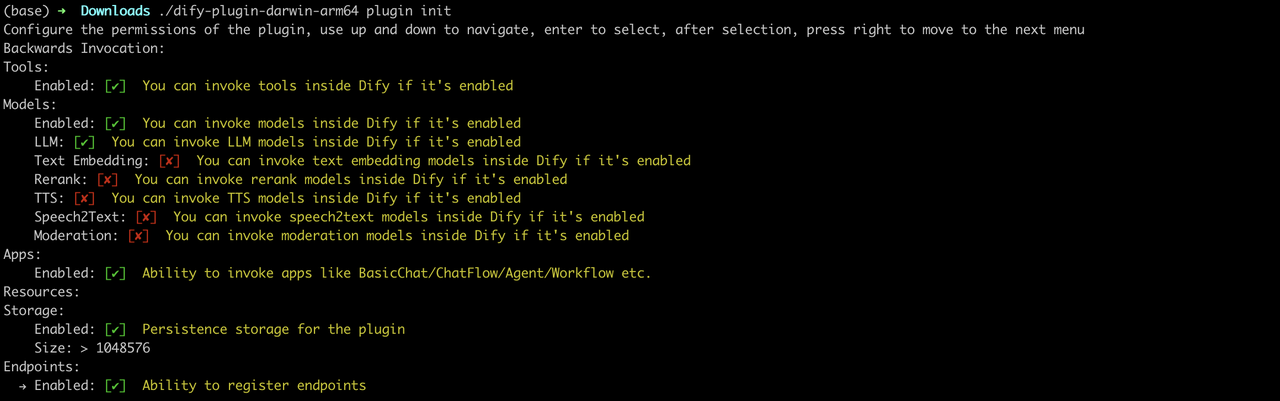 (base) ➜  Downloads ./dify-plugin-darwin-arm64 plugin init
Configure the permissions of the plugin, use up and down to navigate, enter to select, after selection, press right to move to the next menu
Backwards Invocation:
Tools:
    Enabled: [✔]  You can invoke tools inside Dify if it's enabled
Models:
    Enabled: [✔]  You can invoke models inside Dify if it's enabled
    LLM: [✔]  You can invoke LLM models inside Dify if it's enabled
    Text Embedding: [✘]  You can invoke text embedding models inside Dify if it's enabled
    Rerank: [✘]  You can invoke rerank models inside Dify if it's enabled
    TTS: [✘]  You can invoke TTS models inside Dify if it's enabled
    Speech2Text: [✘]  You can invoke speech2text models inside Dify if it's enabled
    Moderation: [✘]  You can invoke moderation models inside Dify if it's enabled
Apps:
    Enabled: [✔]  Ability to invoke apps like BasicChat/ChatFlow/Agent/Workflow etc.
Resources:
Storage:
    Enabled: [✔]  Persistence storage for the plugin
    Size: > 1048576
Endpoints:
  → Enabled: [✔]  Ability to register endpoints